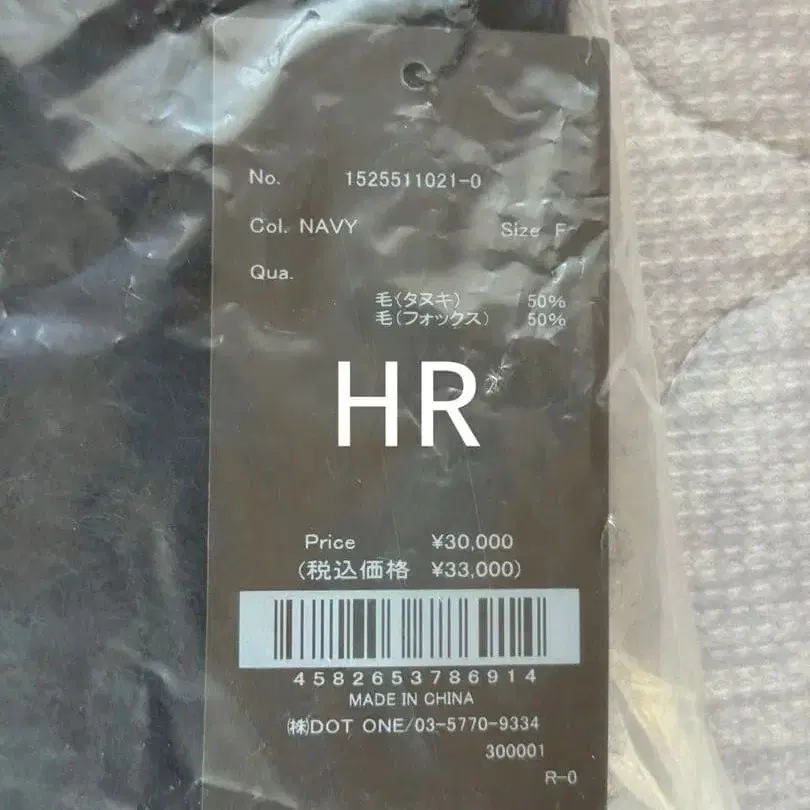 No. 1525511021-0
Col. NAVY Size F
Qua.
毛(タヌキ) 50%
毛(フォックス) 50%
HR
Price ¥30,000
(税込価格 ¥33,000)
4582653786914
MADE IN CHINA
㈱DOT ONE/03-5770-9334
300001
R-0